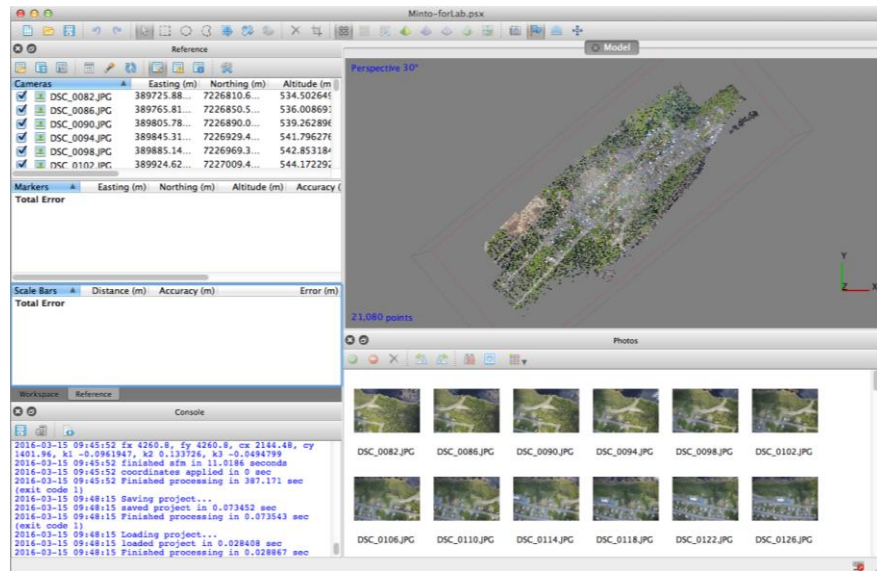 Minto-forLab.psx
Reference
Model
Cameras Easting (m) Northing (m) Altitude (m
DSC_0082.JPG 389725.88... 7226810.6... 534.502649
DSC_0086.JPG 389765.81... 7226850.5... 536.008691
DSC_0090.JPG 389805.78... 7226890.0... 539.262896
DSC_0094.JPG 389845.31... 7226929.4... 541.796276
DSC_0098.JPG 389885.14... 7226969.3... 542.853184
DSC_0102.JPG 389924.62... 7227009.4... 544.172292
Markers Easting (m) Northing (m) Altitude (m) Accuracy (
Total Error
Scale Bars Distance (m) Accuracy (m) Error (m)
Total Error
Workspace Reference
Perspective 30°
Y
Z X
21,080 points
Console
2016-03-15 09:45:52 fx 4260.8, fy 4260.8, cx 2144.48, cy
1401.96, k1 -0.0961947, k2 0.133726, k3 -0.0494799
2016-03-15 09:45:52 finished sfm in 11.0186 seconds
2016-03-15 09:45:52 coordinates applied in 0 sec
2016-03-15 09:45:52 Finished processing in 387.171 sec
(exit code 1)
2016-03-15 09:48:15 Saving project...
2016-03-15 09:48:15 saved project in 0.073452 sec
2016-03-15 09:48:15 Finished processing in 0.073543 sec
(exit code 1)
2016-03-15 09:48:15 Loading project...
2016-03-15 09:48:15 loaded project in 0.028408 sec
2016-03-15 09:48:15 Finished processing in 0.028867 sec
Photos
DSC_0082.JPG DSC_0086.JPG DSC_0090.JPG DSC_0094.JPG DSC_0098.JPG DSC_0102.JPG
DSC_0106.JPG DSC_0110.JPG DSC_0114.JPG DSC_0118.JPG DSC_0122.JPG DSC_0126.JPG